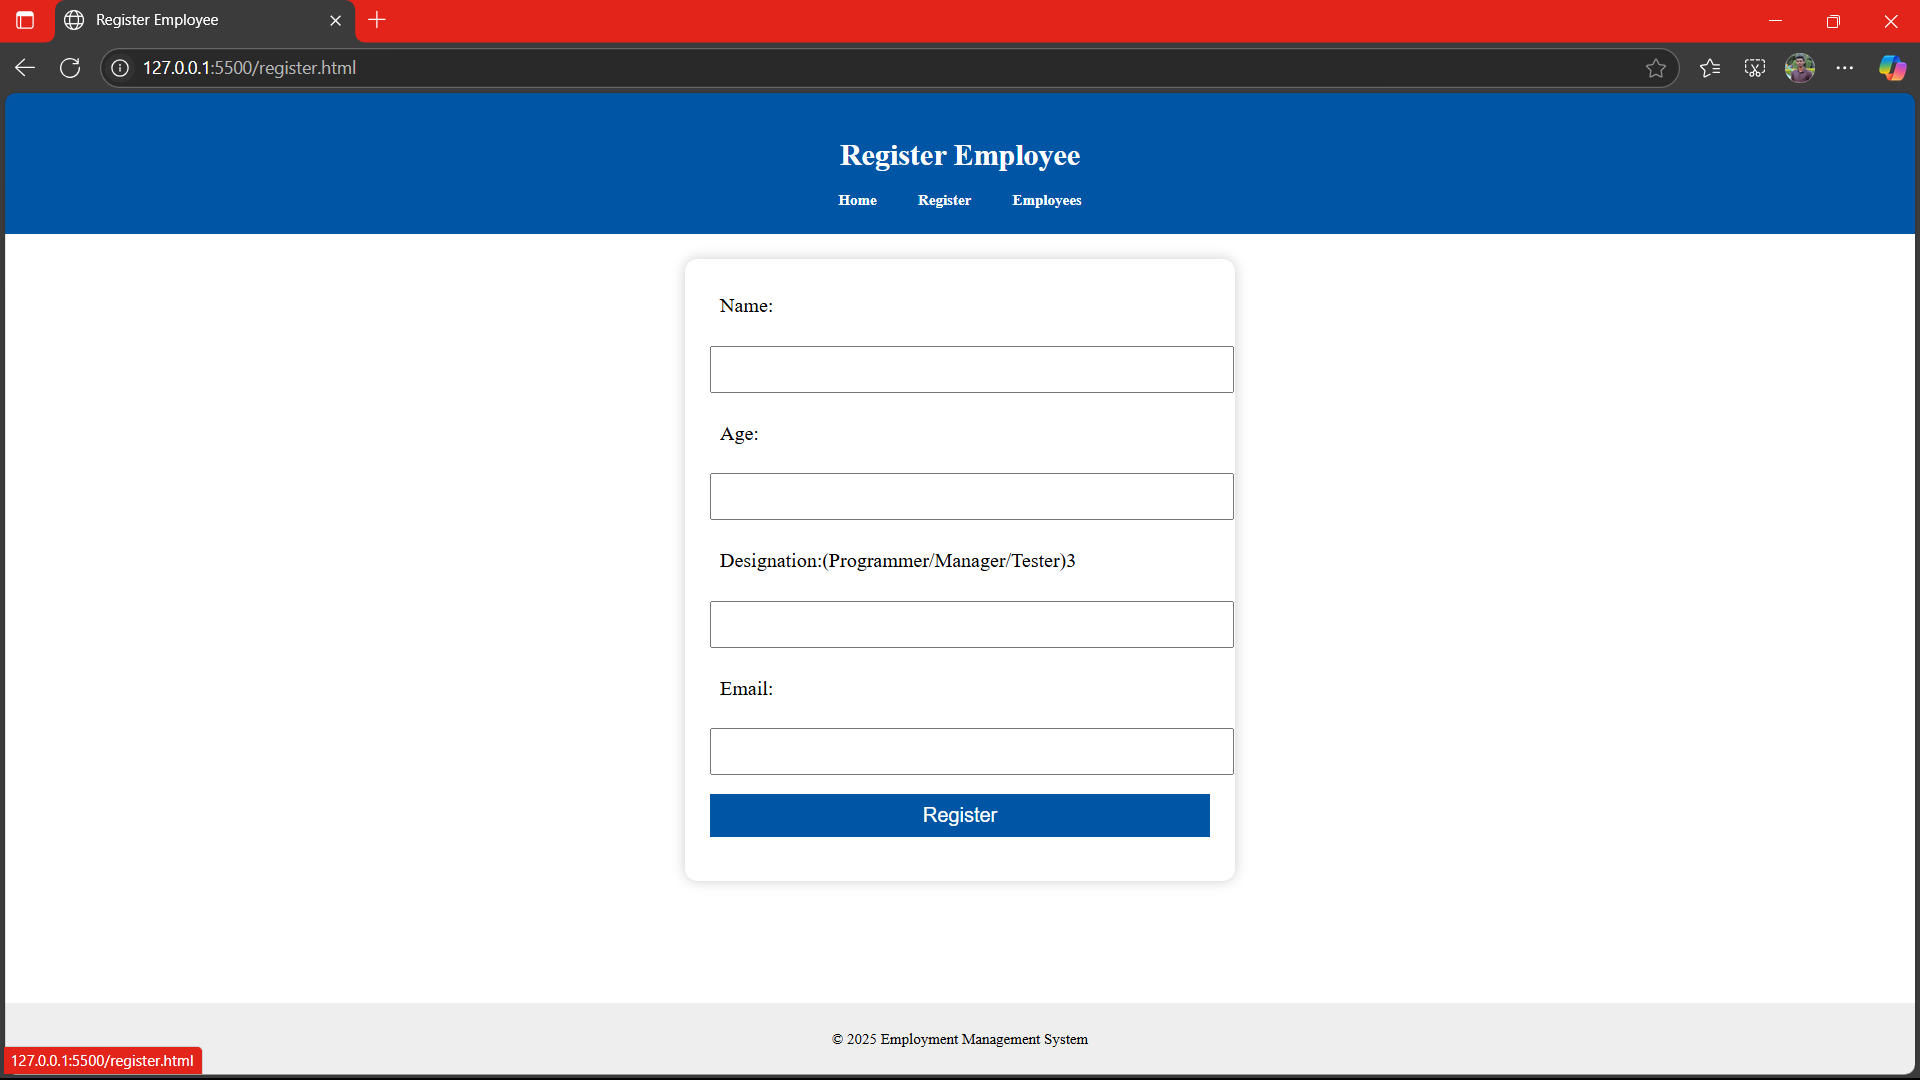 Register Employee
127.0.0.1:5500/register.html
Register Employee
Home Register Employees
Name:
Age:
Designation:(Programmer/Manager/Tester)3
Email:
Register
© 2025 Employment Management System
127.0.0.1:5500/register.html